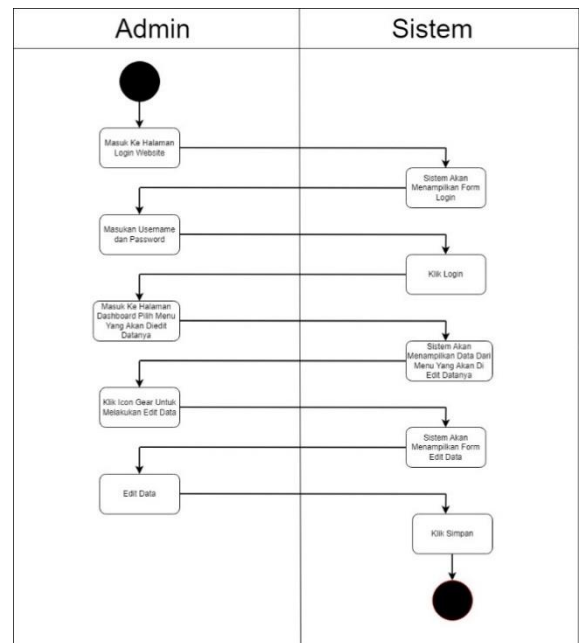 Admin
Sistem
Masuk Ke Halaman
Login Website
Sistem Akan
Menampilkan Form
Login
Masukan Username
dan Password
Klik Login
Masuk Ke Halaman
Dashboard Pilih Menu
Yang Akan Diedit
Datanya
Sistem Akan
Menampilkan Data Dari
Menu Yang Akan Di
Edit Datanya
Klik Icon Gear Untuk
Melakukan Edit Data
Sistem Akan
Menampilkan Form
Edit Data
Edit Data
Klik Simpan